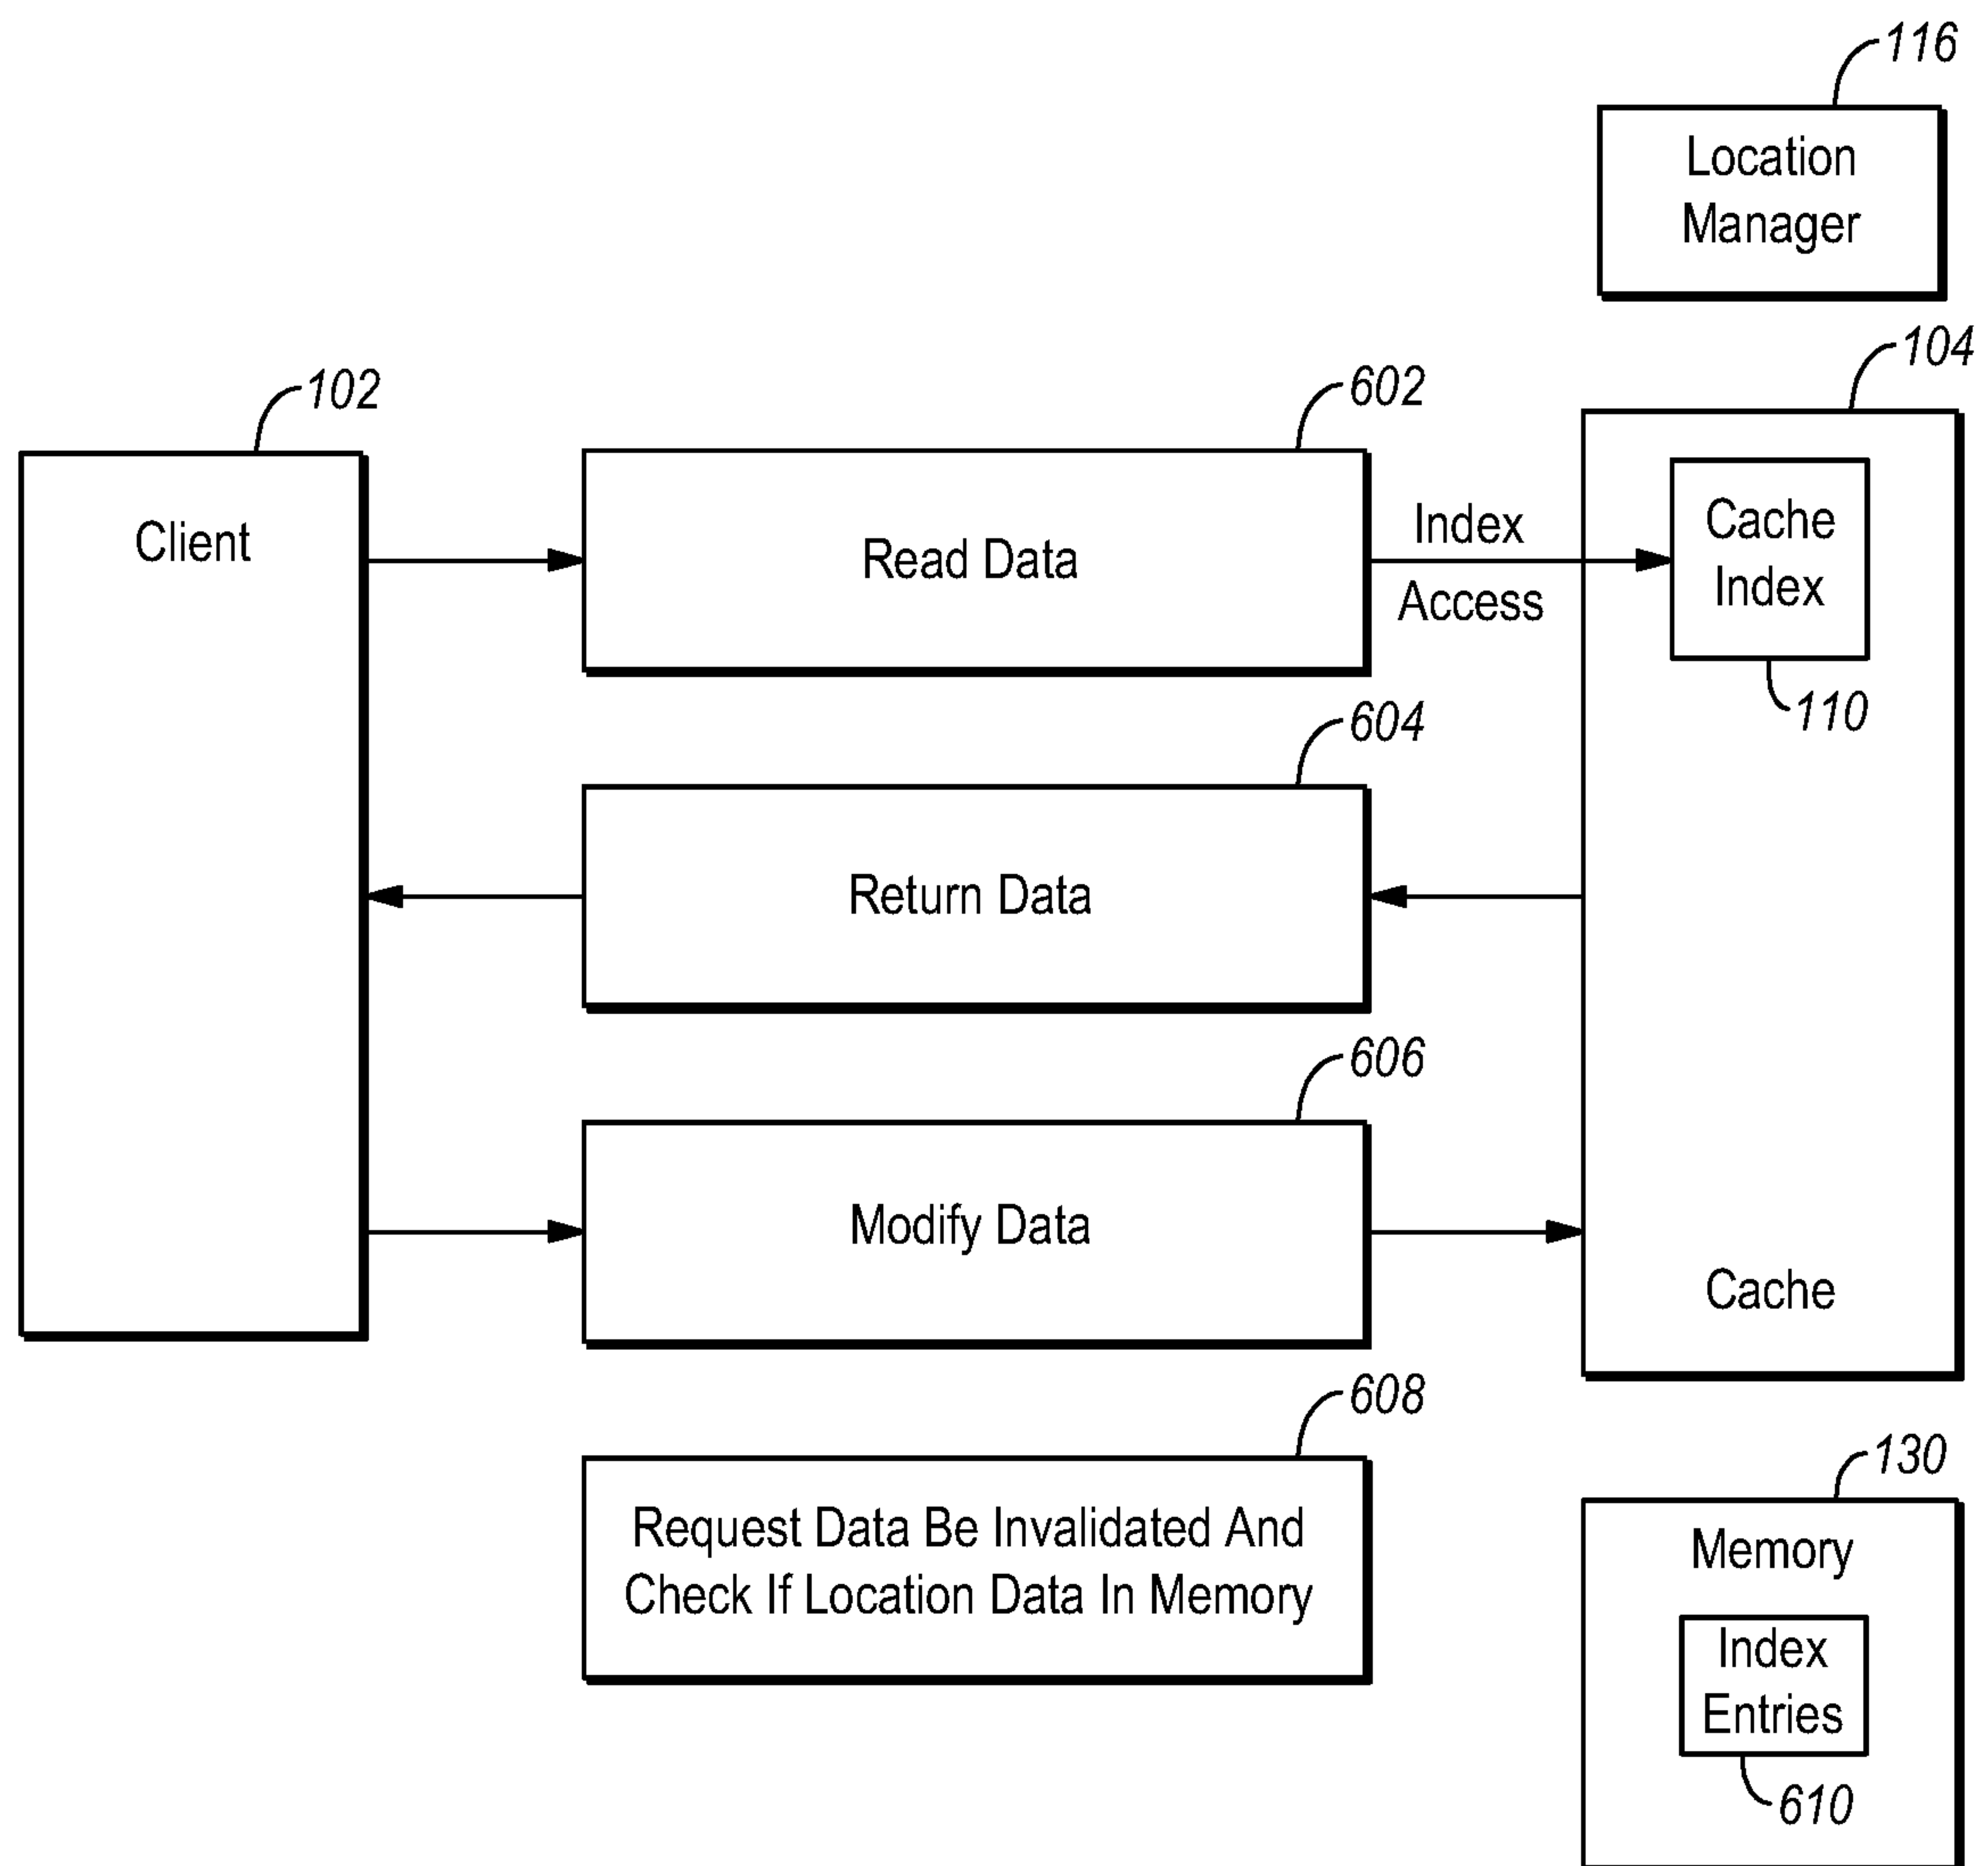 116
Location
Manager
104
102
602
Client
Read Data
Index
Access
Cache
Index
110
604
Return Data
606
Modify Data
Cache
608
Request Data Be Invalidated And
Check If Location Data In Memory
130
Memory
Index
Entries
610